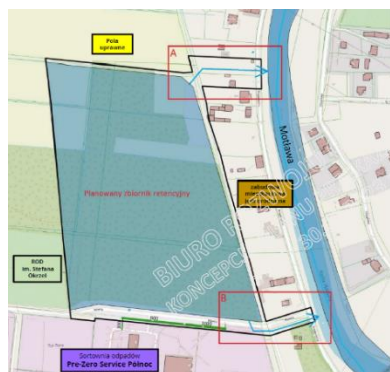 Pola
uprawne
A
Motława
Planowany zbiornik retencyjny
zabudowa
mieszkaniowa
jednorodzinna
BIURO ROZWOJU
ROD
im. Stefana
Okrzei
B
Sortownia odpadów
Pre-Zero Service Północ